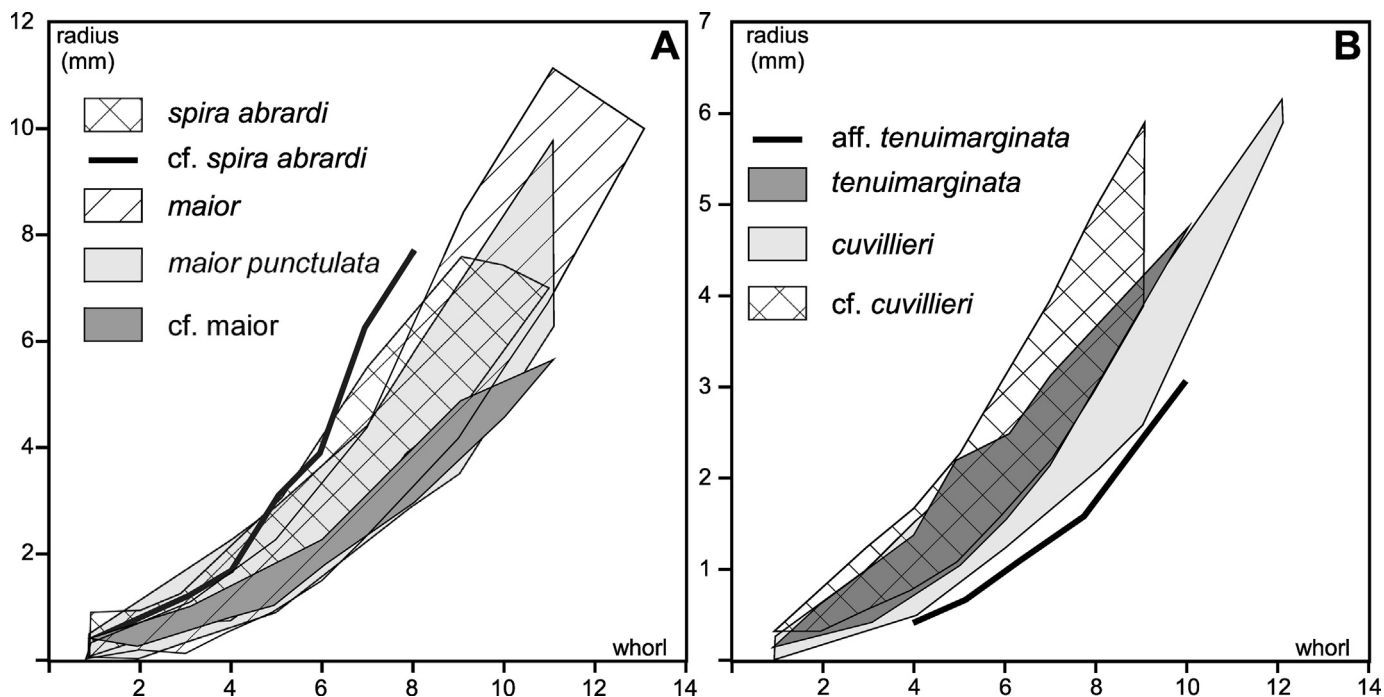 A
radius
(mm)
spira abrardi
cf. spira abrardi
maior
maior punctulata
cf. maior
whorl
12
10
8
6
4
2
2 4 6 8 10 12 14
B
radius
(mm)
aff. tenuimarginata
tenuimarginata
cuvillieri
cf. cuvillieri
whorl
7
6
5
4
3
2
1
2 4 6 8 10 12 14